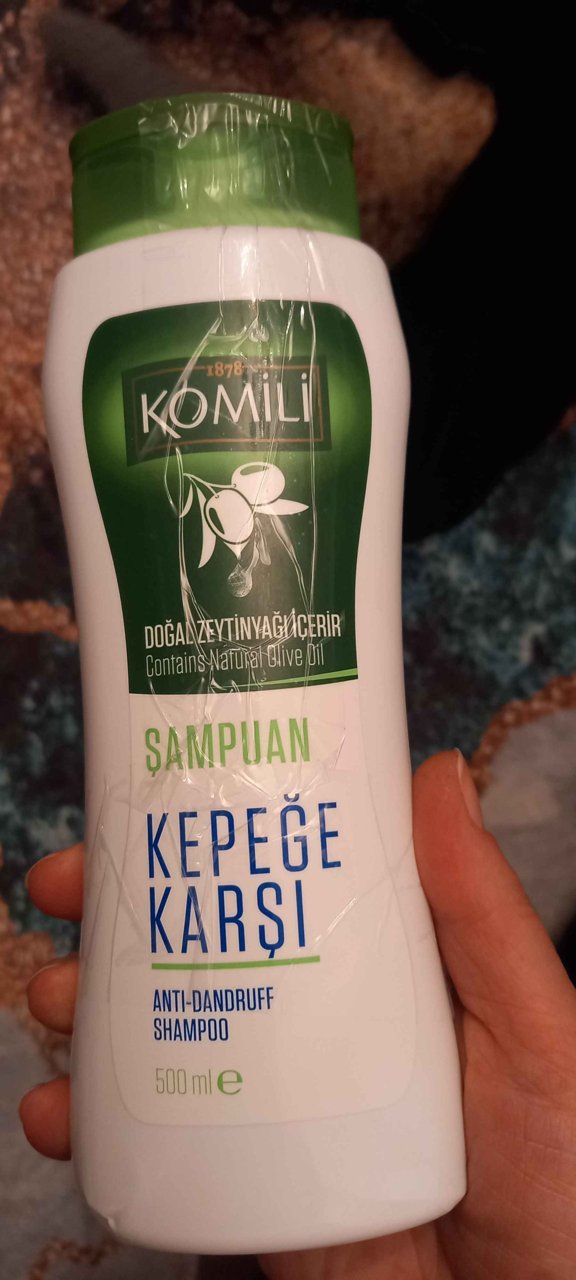 1878
KOMİLİ
DOĞAL ZEYTİNYAĞI İÇERİR
Contains Natural Olive Oil
ŞAMPUAN
KEPEĞE
KARŞI
ANTI-DANDRUFF
SHAMPOO
500 ml e